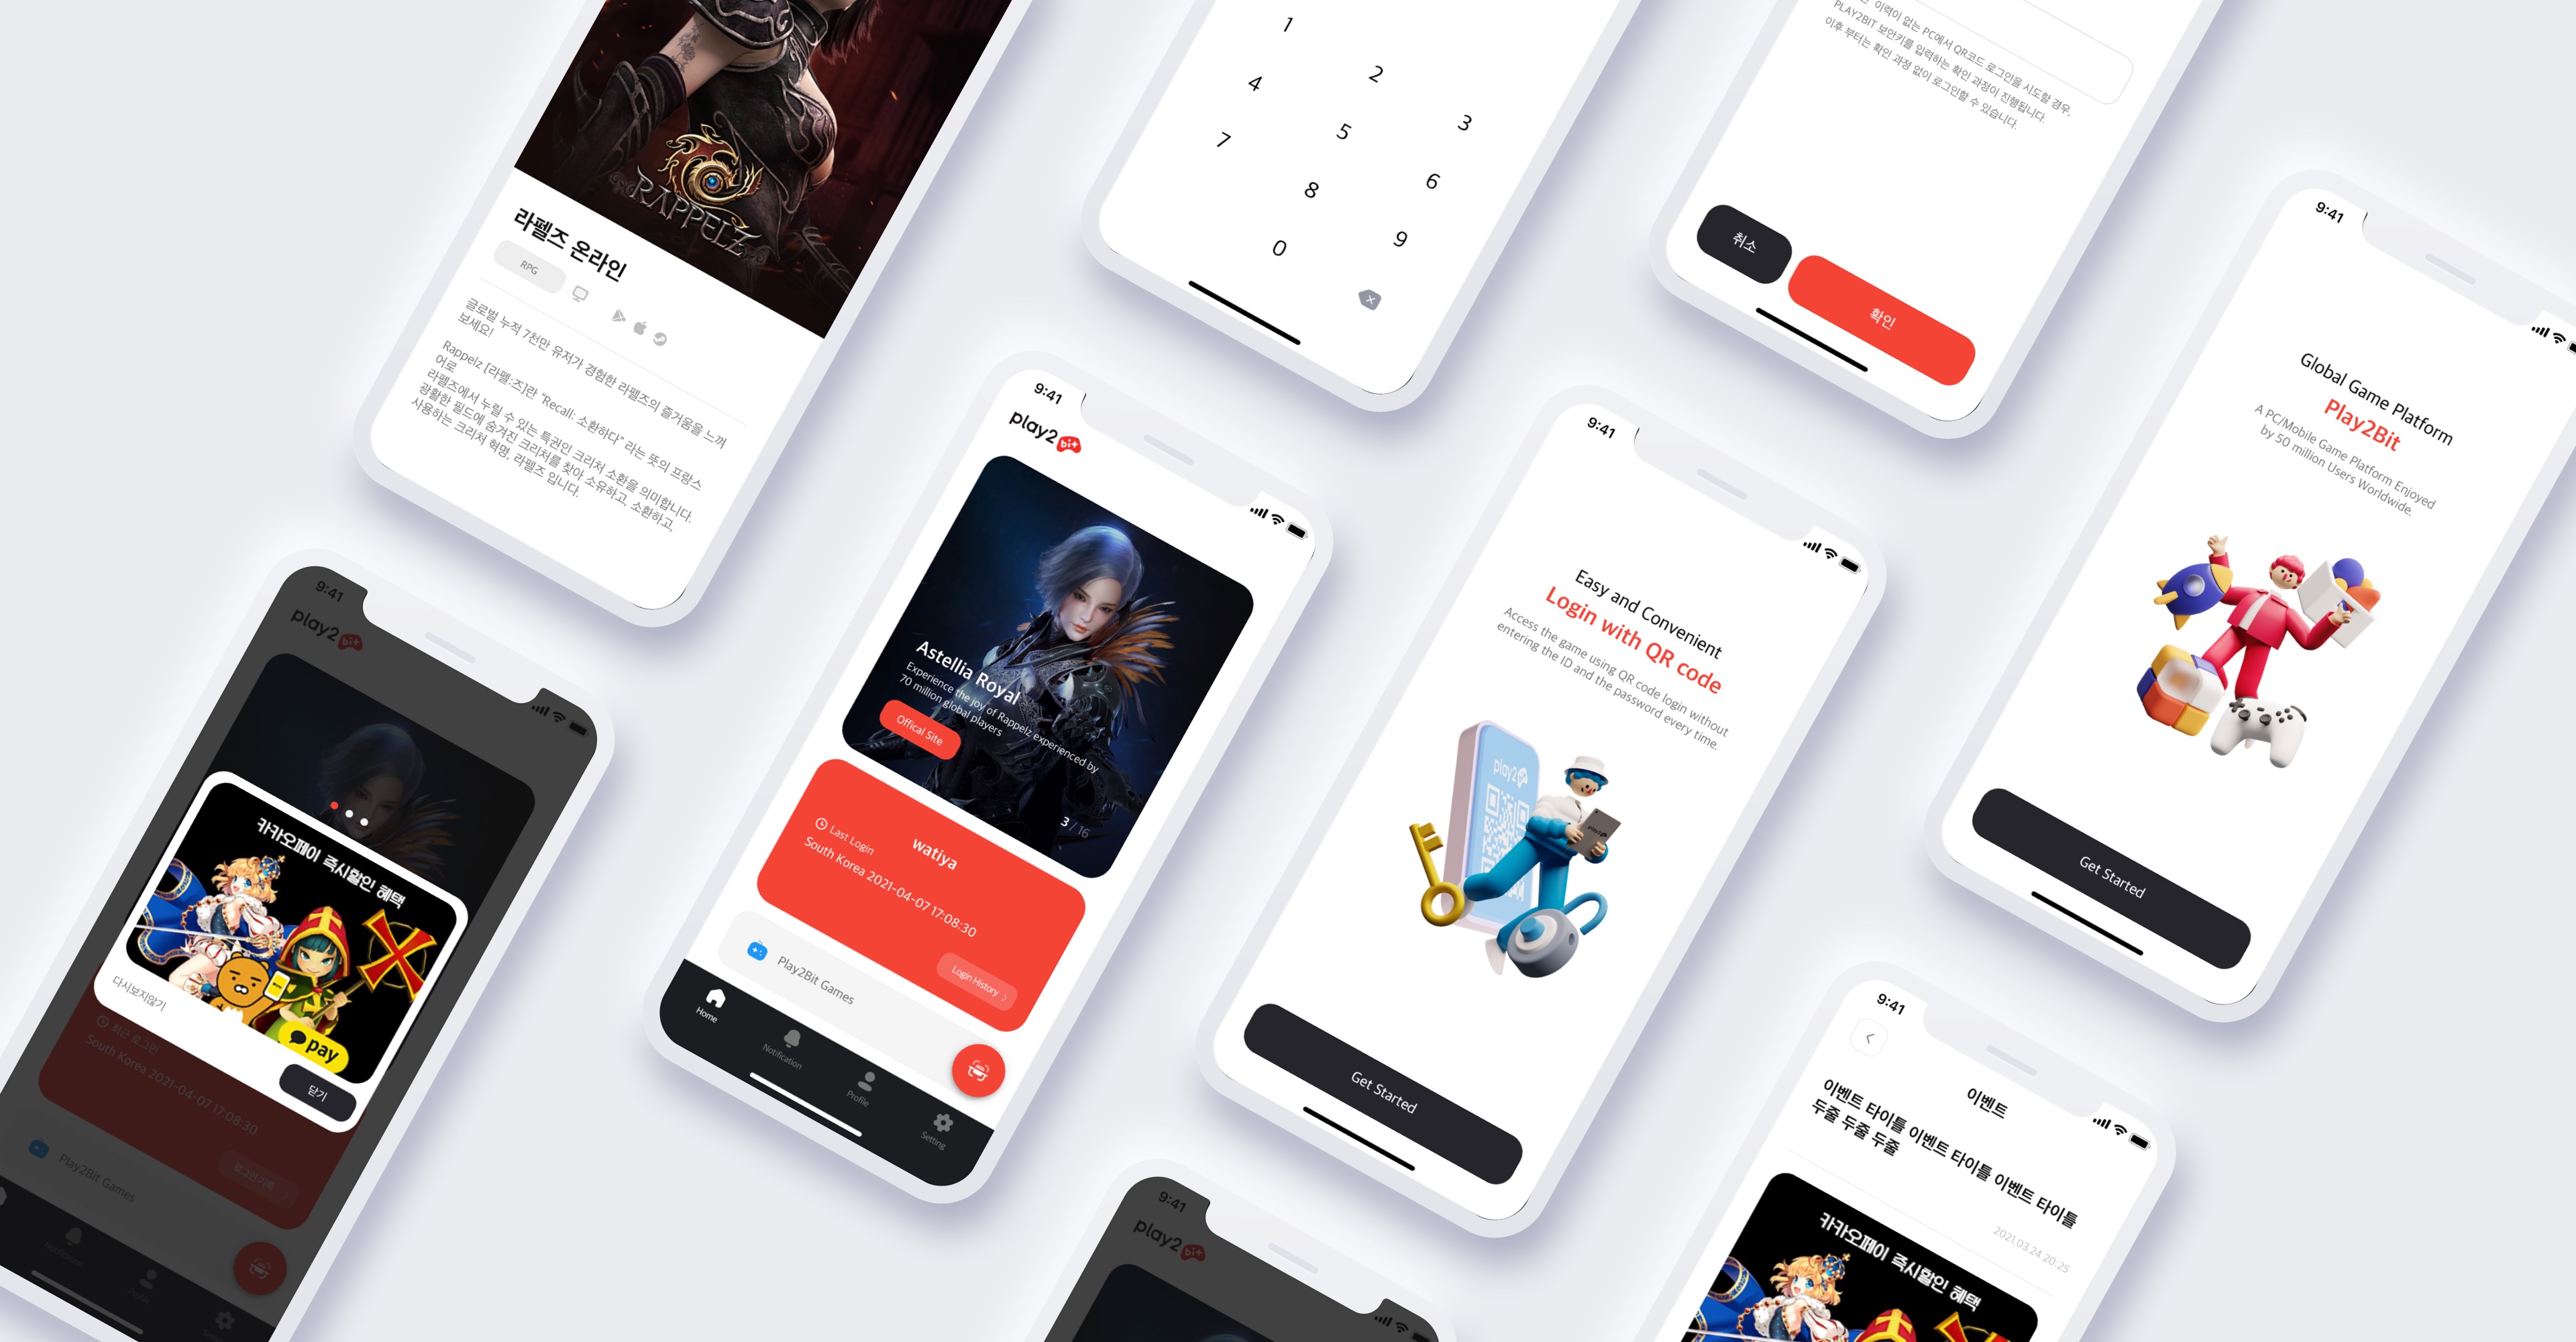 RAPPELZ
라펠즈 온라인
RPG
글로벌 누적 7천만 유저가 경험한 라펠즈의 즐거움을 느껴
보세요!
Rappelz [라펠:즈]란 "Recall: 소환하다" 라는 뜻의 프랑스
어로
라펠즈에서 누릴 수 있는 특권인 크리처 소환을 의미합니다.
광활한 필드에 숨겨진 크리처를 찾아 소유하고, 소환하고,
사용하는 크리처 혁명, 라펠즈 입니다.
1
2
3
4
5
6
7
8
9
0
이력이 없는 PC에서 QR코드 로그인을 시도할 경우,
PLAY2BIT 보안키를 입력하는 확인 과정이 진행됩니다.
이후 부터는 확인 과정 없이 로그인할 수 있습니다.
취소
확인
9:41
Global Game Platform
Play2Bit
A PC/Mobile Game Platform Enjoyed
by 50 million Users Worldwide.
Get Started
9:41
play2bit
Astellia Royal
Experience the joy of Rappelz experienced by
70 million global players
Offical Site
3 / 16
watiya
Last Login
South Korea 2021-04-07 17:08:30
Login History
Play2Bit Games
Home
Notification
Profile
Setting
9:41
Easy and Convenient
Login with QR code
Access the game using QR code login without
entering the ID and the password every time.
play2bit
Get Started
9:41
play2bit
카카오페이 즉시할인 혜택
pay
다시보지않기
닫기
최근 로그인
South Korea 2021-04-07 17:08:30
로그인 기록
Play2Bit Games
Notification
Profile
Setting
9:41
play2bit
9:41
이벤트
이벤트 타이틀 이벤트 타이틀 이벤트 타이틀
두줄 두줄 두줄
2021.03.24 20:25
카카오페이 즉시할인 혜택